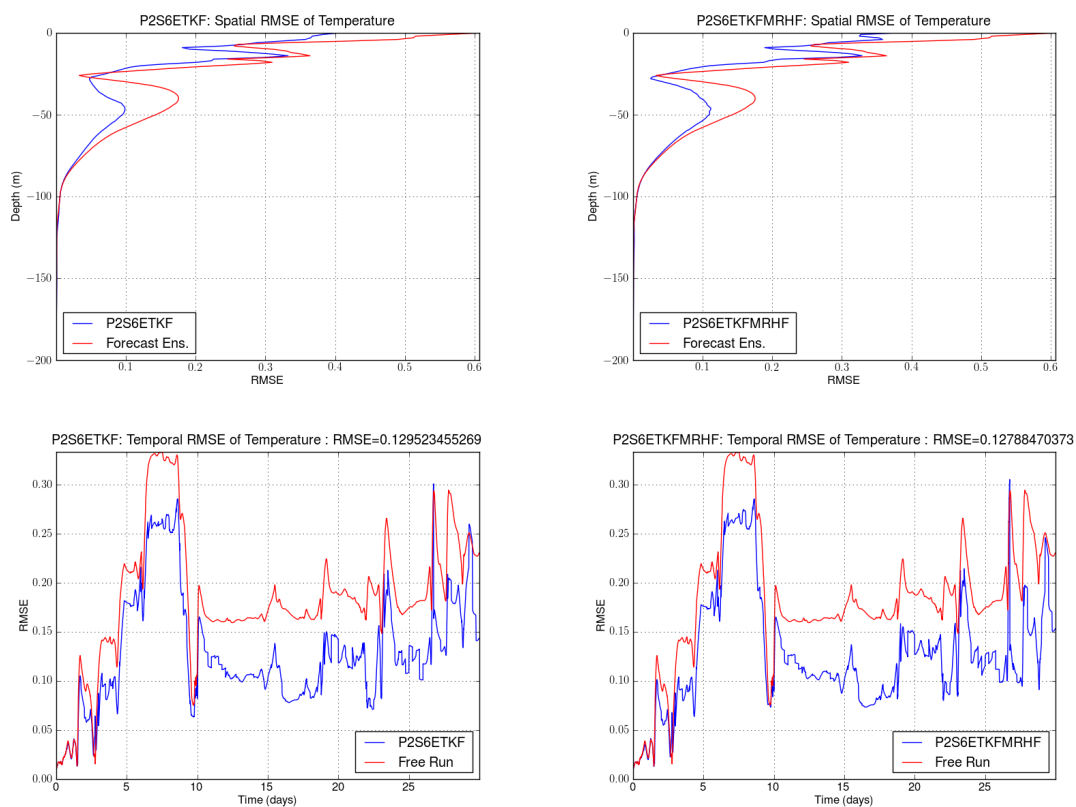 P2S6ETKF: Spatial RMSE of Temperature
0
−50
−100
−150
−200
Depth (m)
0.1 0.2 0.3 0.4 0.5 0.6
RMSE
P2S6ETKF
Forecast Ens.
P2S6ETKFMRHF: Spatial RMSE of Temperature
0
−50
−100
−150
−200
Depth (m)
0.1 0.2 0.3 0.4 0.5 0.6
RMSE
P2S6ETKFMRHF
Forecast Ens.
P2S6ETKF: Temporal RMSE of Temperature : RMSE=0.129523455269
0.30
0.25
0.20
0.15
0.10
0.05
0.00
RMSE
0 5 10 15 20 25
Time (days)
P2S6ETKF
Free Run
P2S6ETKFMRHF: Temporal RMSE of Temperature : RMSE=0.12788470373
0.30
0.25
0.20
0.15
0.10
0.05
0.00
RMSE
0 5 10 15 20 25
Time (days)
P2S6ETKFMRHF
Free Run